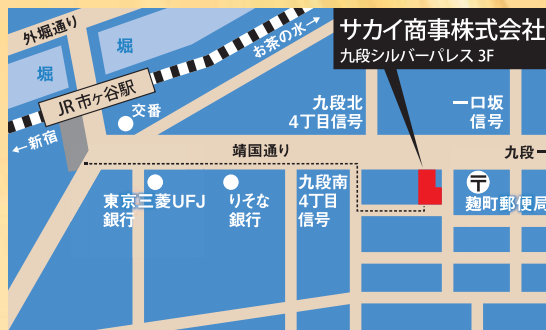 サカイ商事株式会社
九段シルバーパレス 3F
外堀通り
お茶の水→
堀
堀
JR市ヶ谷駅
交番
←新宿
九段北
4丁目信号
一口坂
信号
靖国通り
九段一
東京三菱UFJ
銀行
りそな
銀行
九段南
4丁目
信号
〒
麹町郵便局